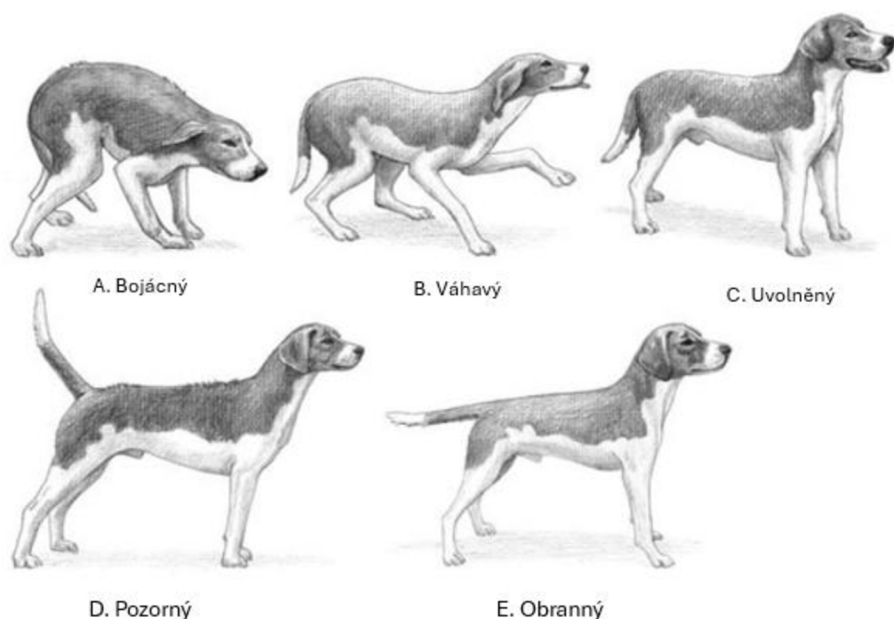 A. Bojácný
B. Váhavý
C. Uvolněný
D. Pozorný
E. Obranný